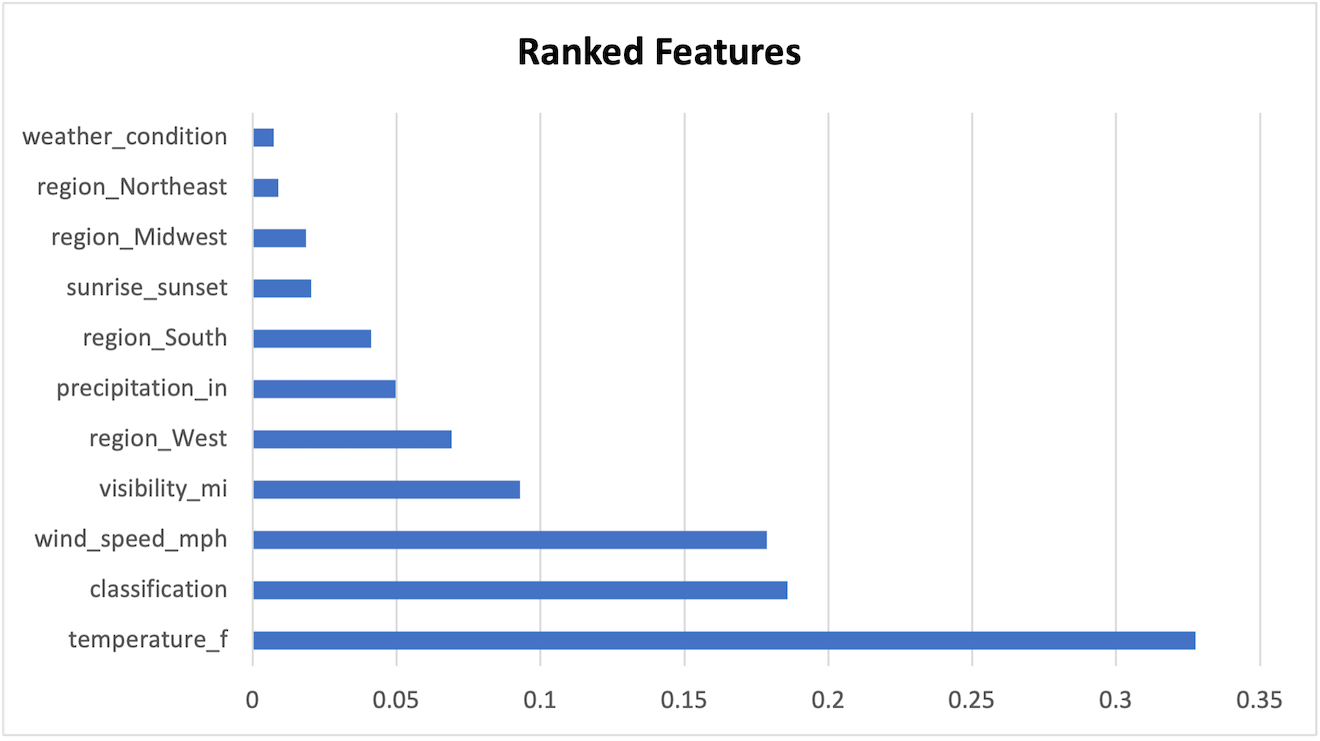 Ranked Features
weather_condition
region_Northeast
region_Midwest
sunrise_sunset
region_South
precipitation_in
region_West
visibility_mi
wind_speed_mph
classification
temperature_f
0 0.05 0.1 0.15 0.2 0.25 0.3 0.35